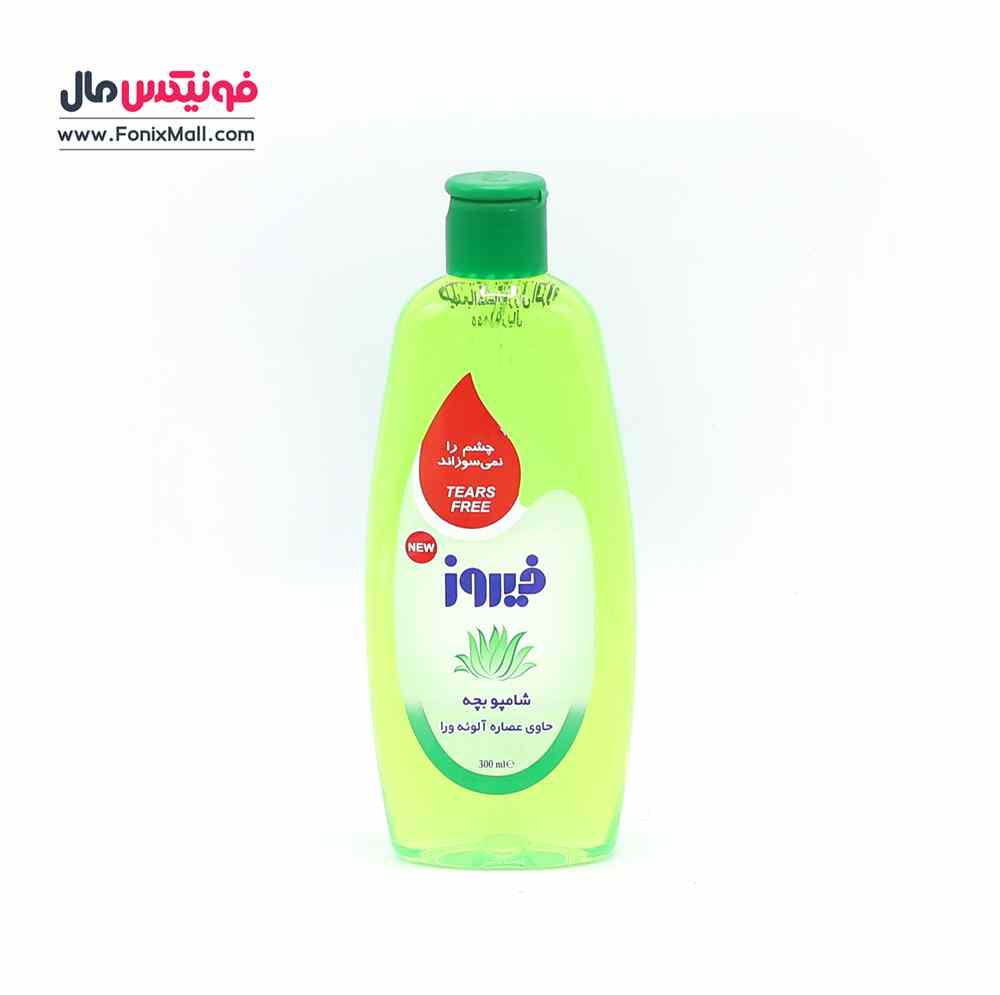 فونیکس مال
www.FonixMall.com
چشم را
نمی‌سوزاند
TEARS
FREE
NEW
فیروز
شامپو بچه
حاوی عصاره آلوئه ورا
300 ml℮